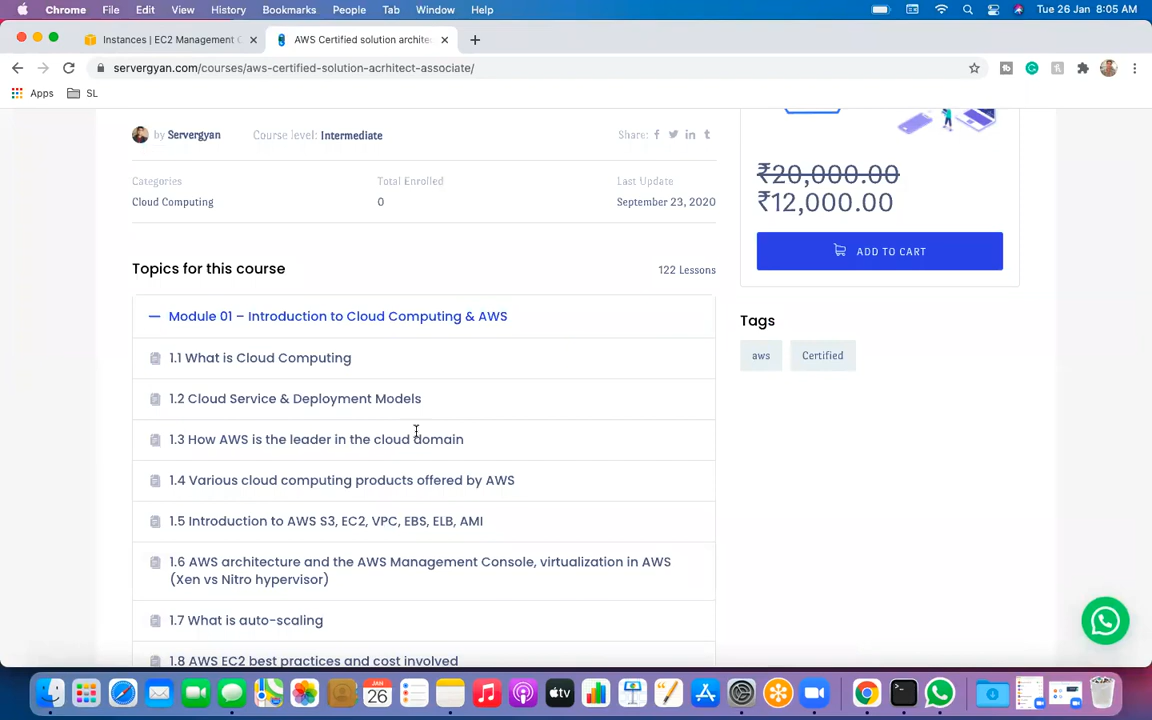 Chrome File Edit View History Bookmarks People Tab Window Help Tue 26 Jan 8:05 AM
Instances | EC2 Management C AWS Certified solution archite
servergyan.com/courses/aws-certified-solution-acrhitect-associate/
Apps SL
by Servergyan Course level: Intermediate Share:
Categories Total Enrolled Last Update
Cloud Computing 0 September 23, 2020
₹20,000.00
₹12,000.00
ADD TO CART
Topics for this course 122 Lessons
Module 01 – Introduction to Cloud Computing & AWS
1.1 What is Cloud Computing
1.2 Cloud Service & Deployment Models
1.3 How AWS is the leader in the cloud domain
1.4 Various cloud computing products offered by AWS
1.5 Introduction to AWS S3, EC2, VPC, EBS, ELB, AMI
1.6 AWS architecture and the AWS Management Console, virtualization in AWS
(Xen vs Nitro hypervisor)
1.7 What is auto-scaling
1.8 AWS EC2 best practices and cost involved
Tags
aws Certified
JAN
26
tv